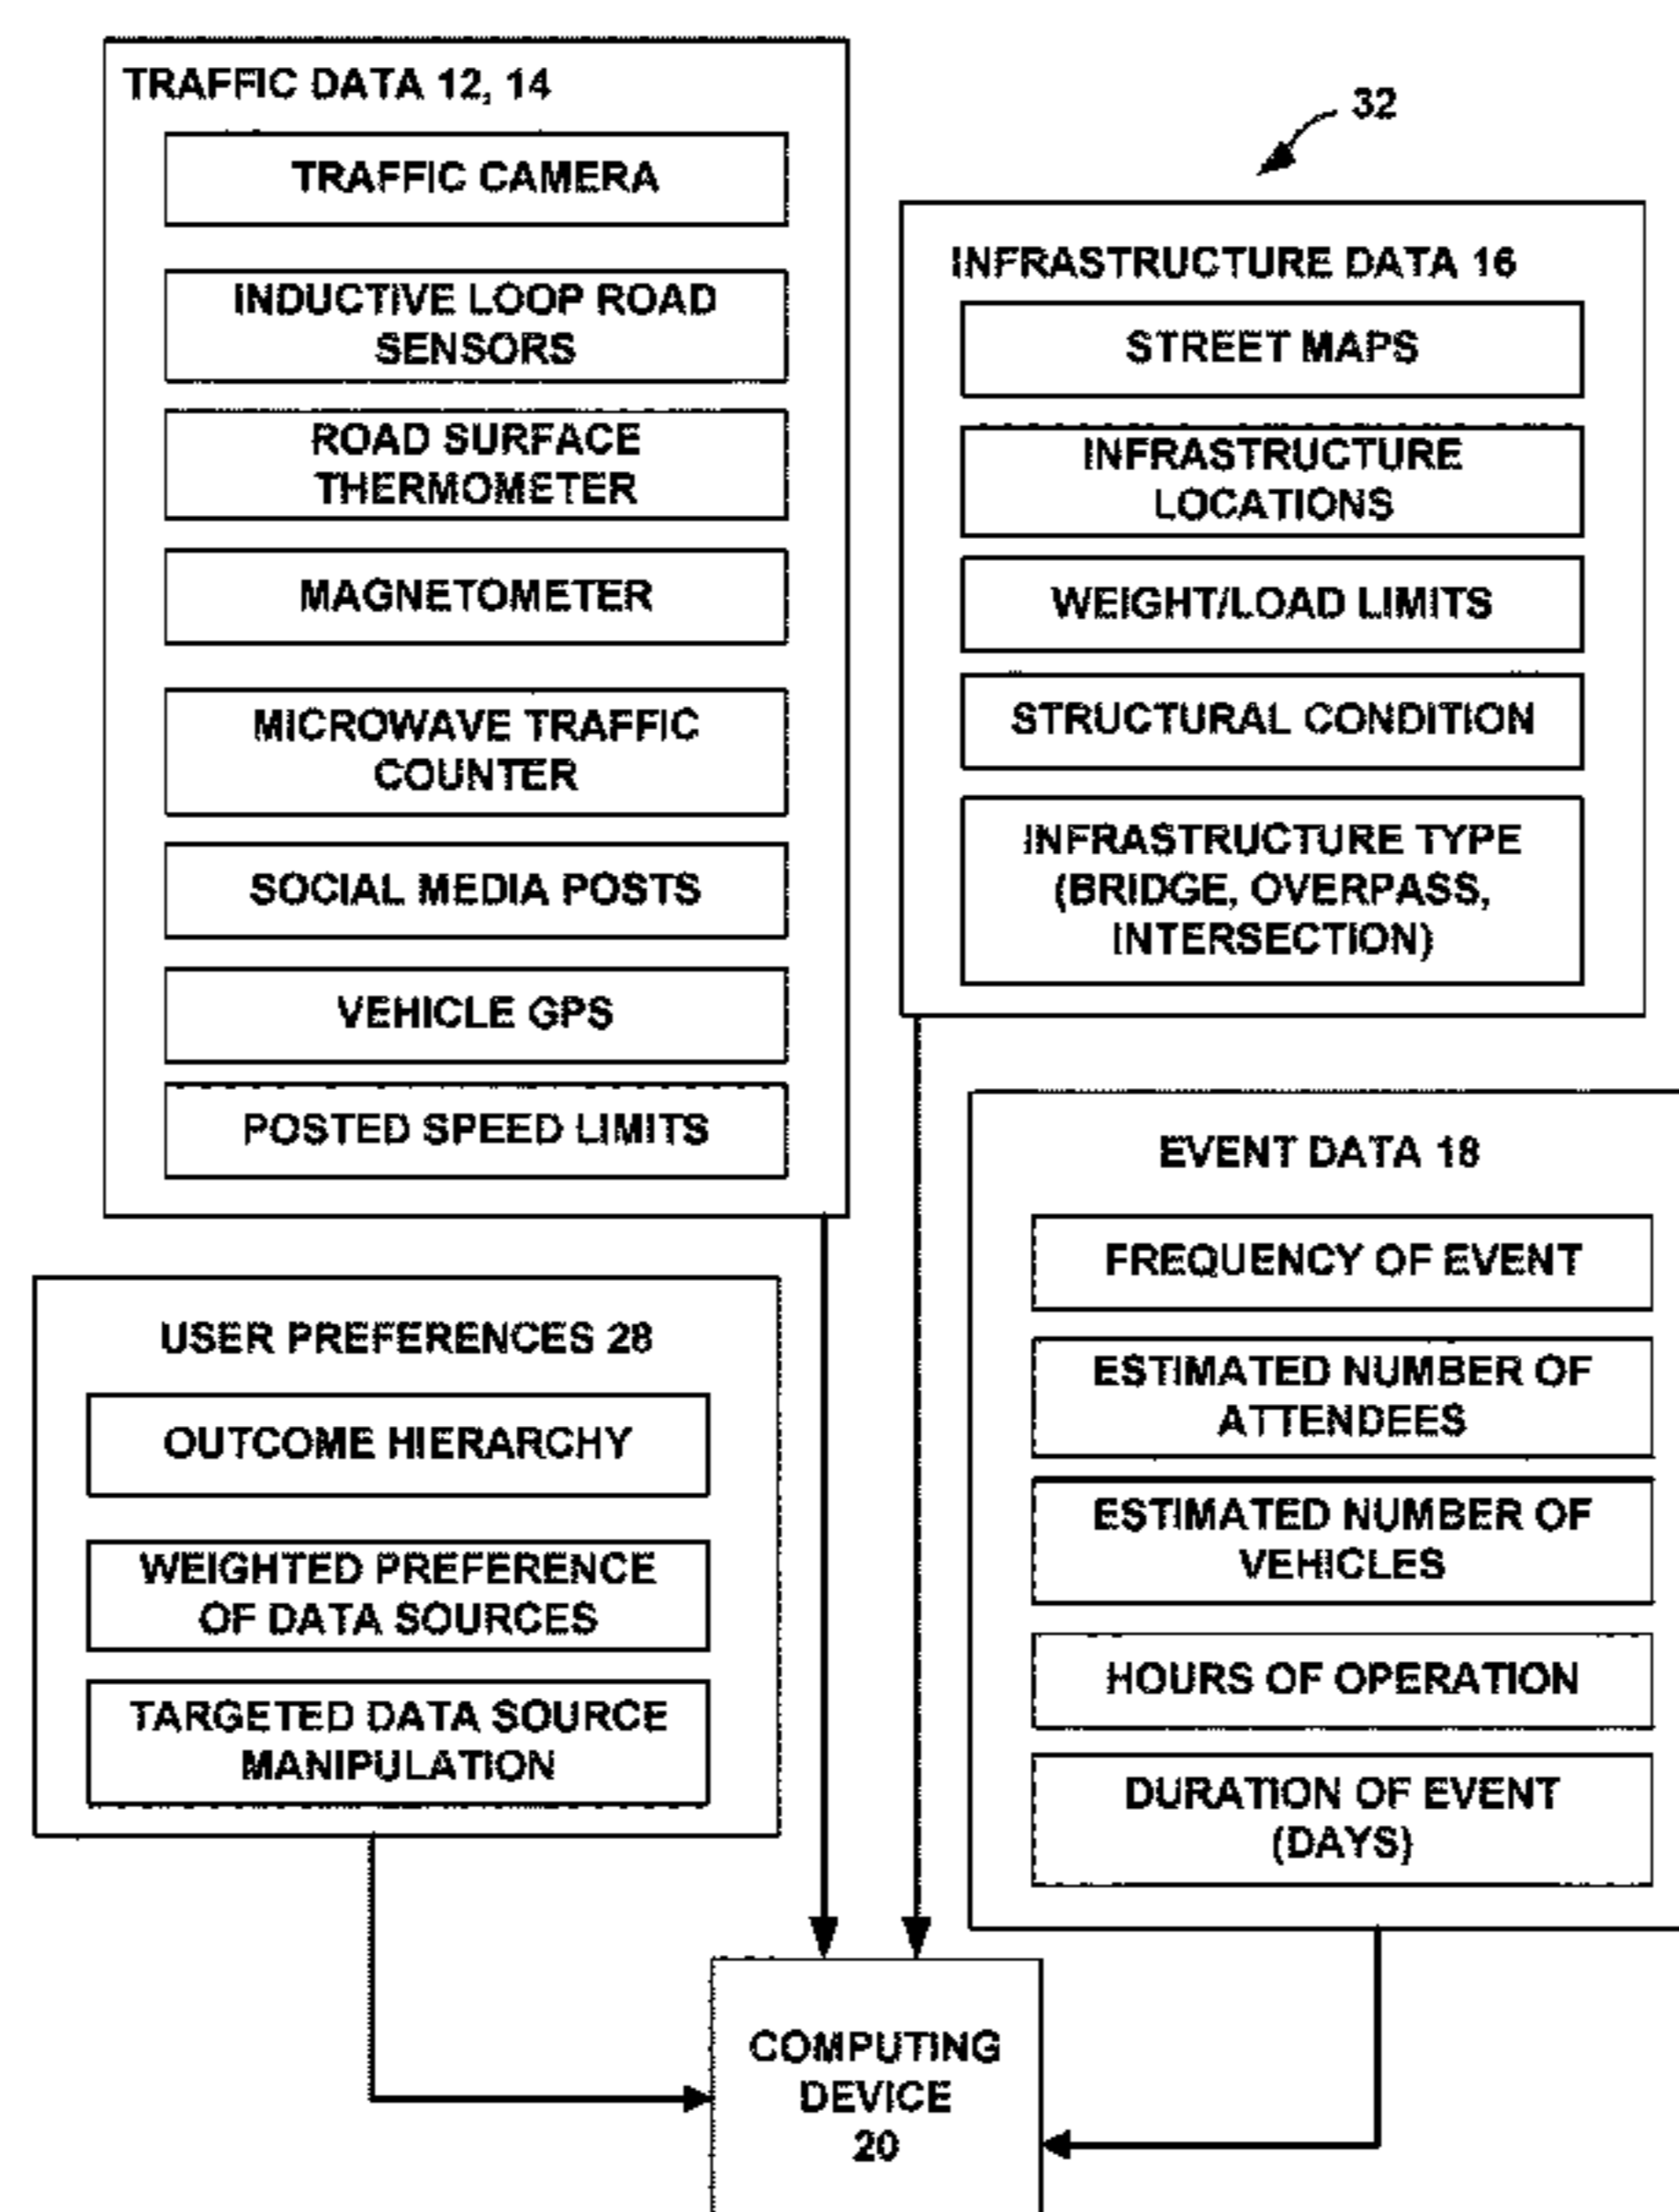 TRAFFIC DATA 12, 14
TRAFFIC CAMERA
INDUCTIVE LOOP ROAD
SENSORS
ROAD SURFACE
THERMOMETER
MAGNETOMETER
MICROWAVE TRAFFIC
COUNTER
SOCIAL MEDIA POSTS
VEHICLE GPS
POSTED SPEED LIMITS
32
INFRASTRUCTURE DATA 16
STREET MAPS
INFRASTRUCTURE
LOCATIONS
WEIGHT/LOAD LIMITS
STRUCTURAL CONDITION
INFRASTRUCTURE TYPE
(BRIDGE, OVERPASS,
INTERSECTION)
USER PREFERENCES 28
OUTCOME HIERARCHY
WEIGHTED PREFERENCE
OF DATA SOURCES
TARGETED DATA SOURCE
MANIPULATION
EVENT DATA 18
FREQUENCY OF EVENT
ESTIMATED NUMBER OF
ATTENDEES
ESTIMATED NUMBER OF
VEHICLES
HOURS OF OPERATION
DURATION OF EVENT
(DAYS)
COMPUTING
DEVICE
20